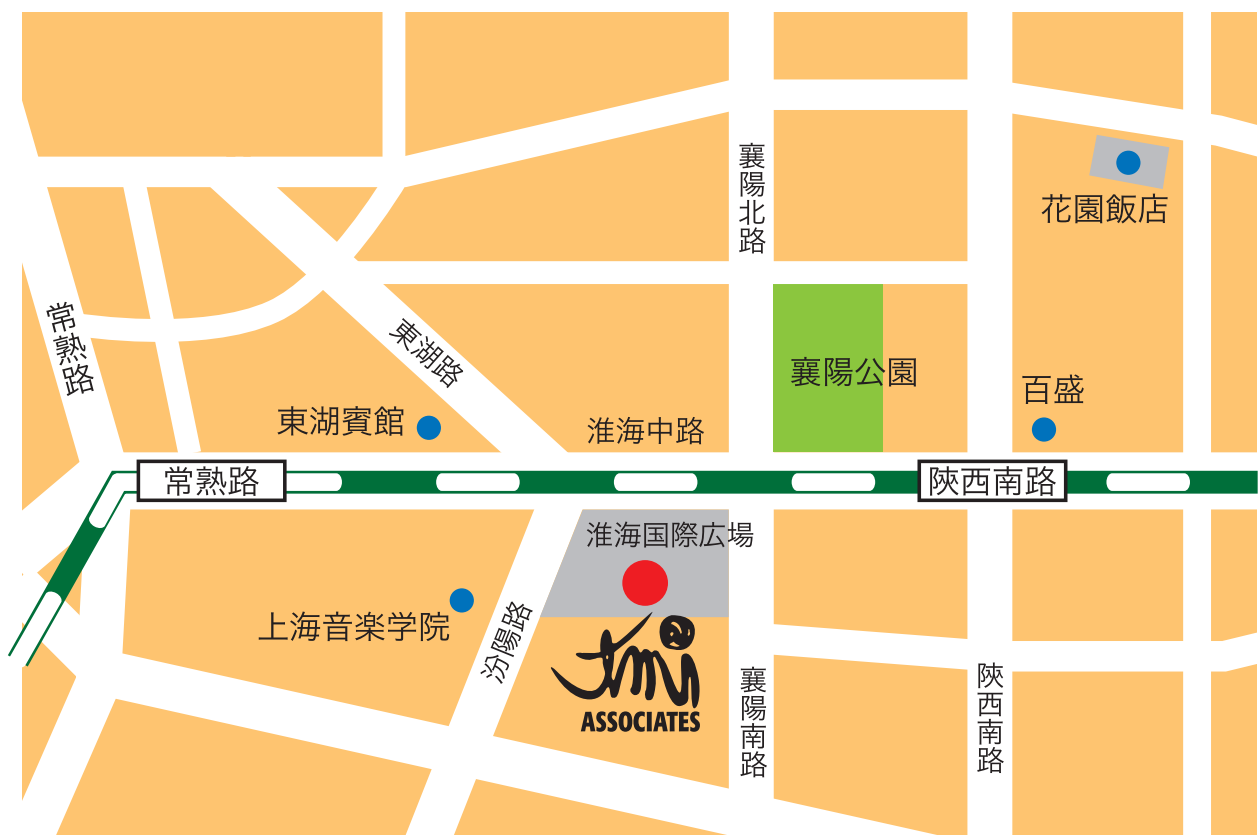 襄陽北路
花園飯店
常熟路
東湖路
襄陽公園
百盛
東湖賓館
淮海中路
常熟路
陝西南路
淮海国際広場
上海音楽学院
汾陽路
ASSOCIATES
襄陽南路
陝西南路